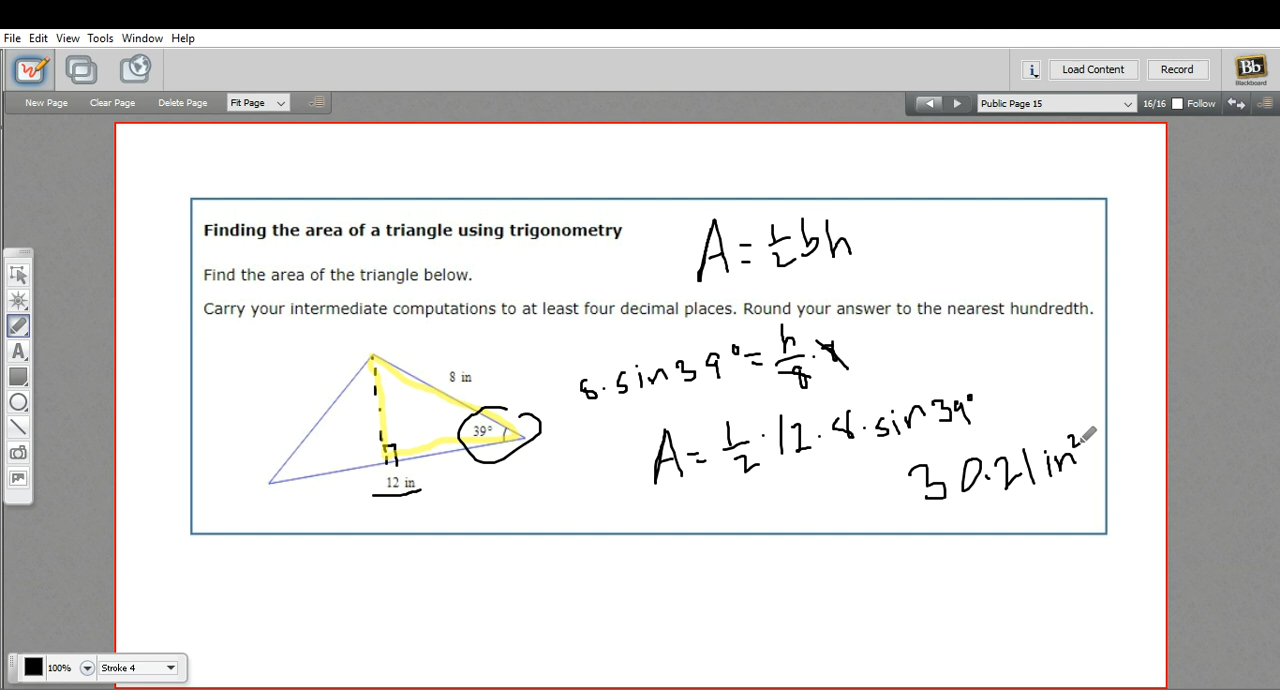 File Edit View Tools Window Help
Load Content Record Bb Blackboard
New Page Clear Page Delete Page Fit Page Public Page 15 16/16 Follow
Finding the area of a triangle using trigonometry
A = 1/2 bh
Find the area of the triangle below.
Carry your intermediate computations to at least four decimal places. Round your answer to the nearest hundredth.
8 in
39°
12 in
8 · sin 39° = h/8 · 8
A = 1/2 · 12 · 8 · sin 39°
30.21 in²
A
100% Stroke 4